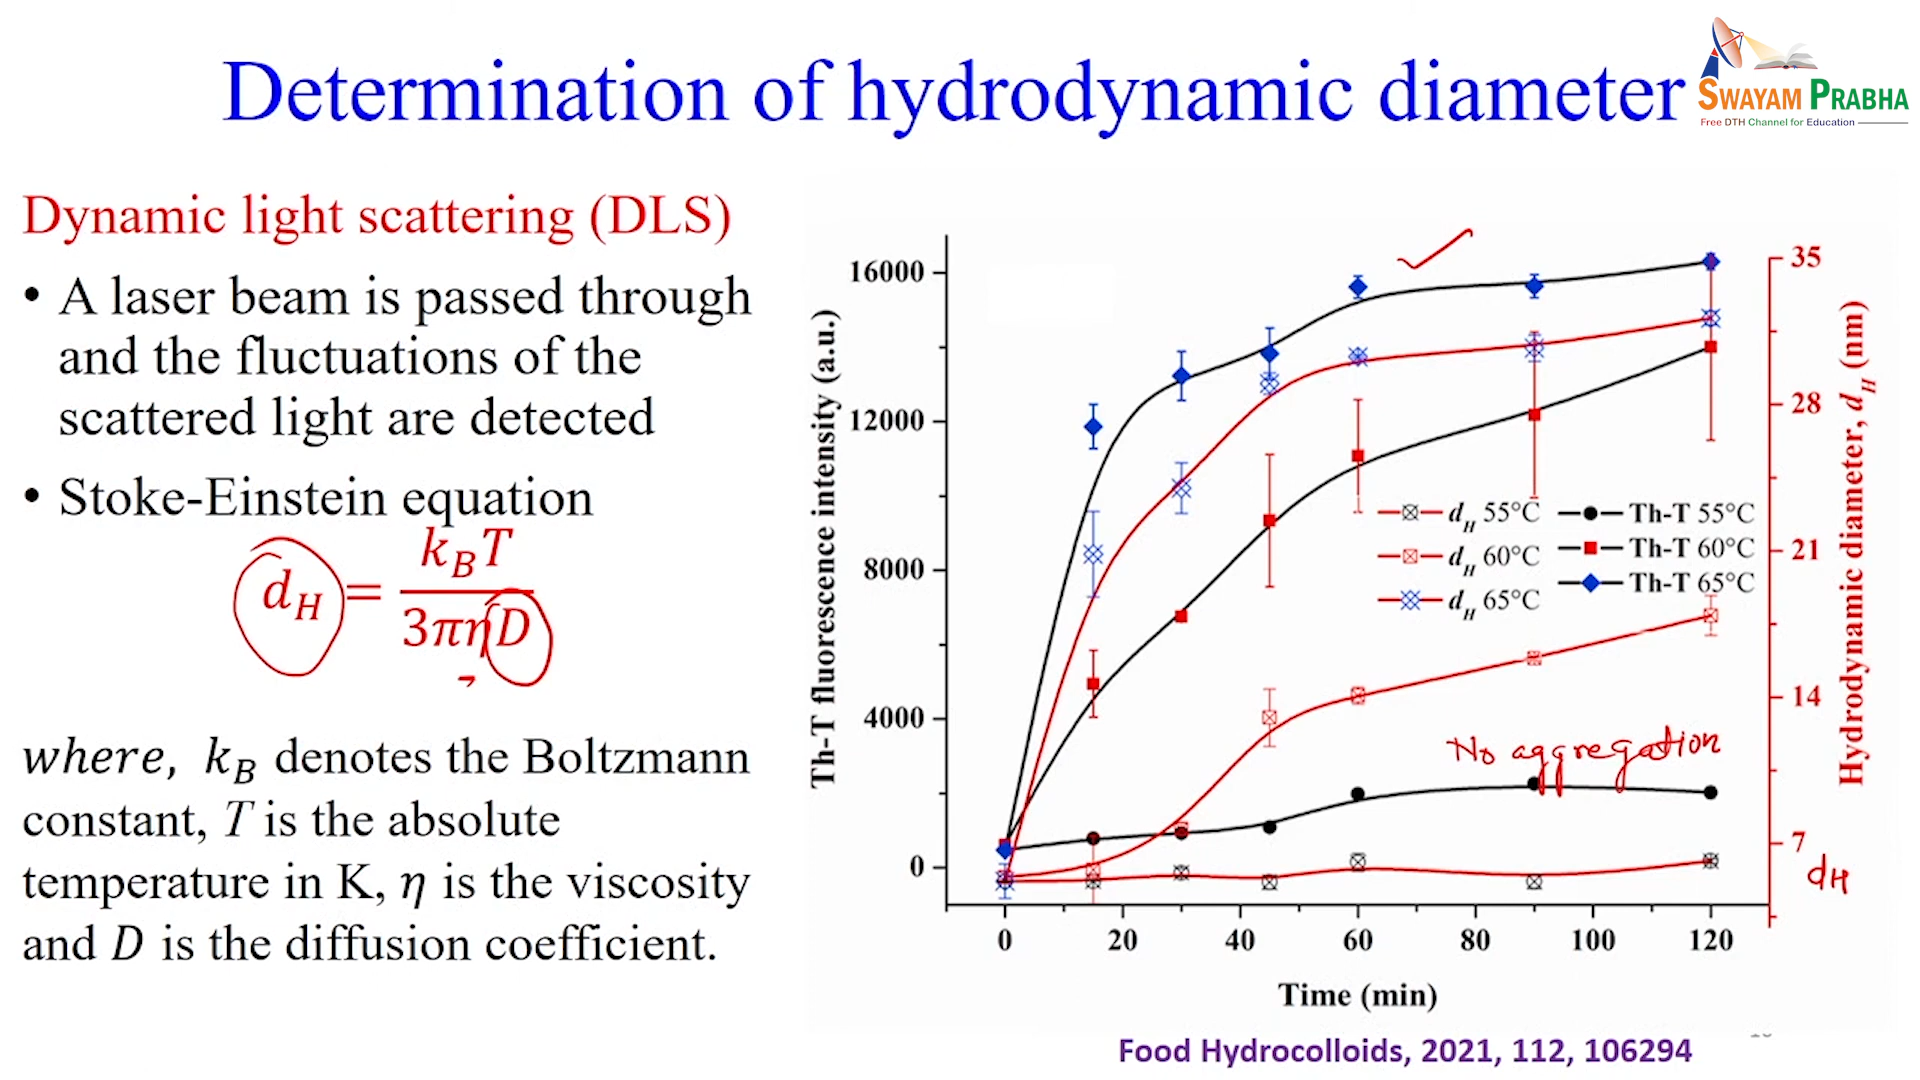 Determination of hydrodynamic diameter
SWAYAM PRABHA
Free DTH Channel for Education
Dynamic light scattering (DLS)
• A laser beam is passed through
and the fluctuations of the
scattered light are detected
• Stoke-Einstein equation
d_H = k_B T / 3πηD
where, k_B denotes the Boltzmann
constant, T is the absolute
temperature in K, η is the viscosity
and D is the diffusion coefficient.
Th-T fluorescence intensity (a.u.)
16000
12000
8000
4000
0
35
28
21
14
7
Hydrodynamic diameter, d_H (nm)
d_H 55°C
d_H 60°C
d_H 65°C
Th-T 55°C
Th-T 60°C
Th-T 65°C
No aggregation
dH
0 20 40 60 80 100 120
Time (min)
Food Hydrocolloids, 2021, 112, 106294